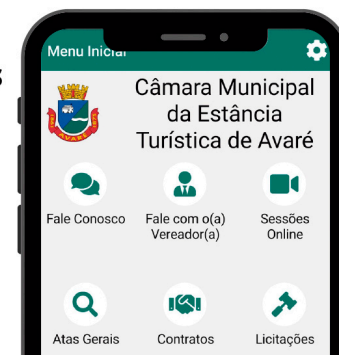 s
Menu Inicial
Câmara Municipal
da Estância
Turística de Avaré
Fale Conosco
Fale com o(a)
Vereador(a)
Sessões
Online
Atas Gerais
Contratos
Licitações